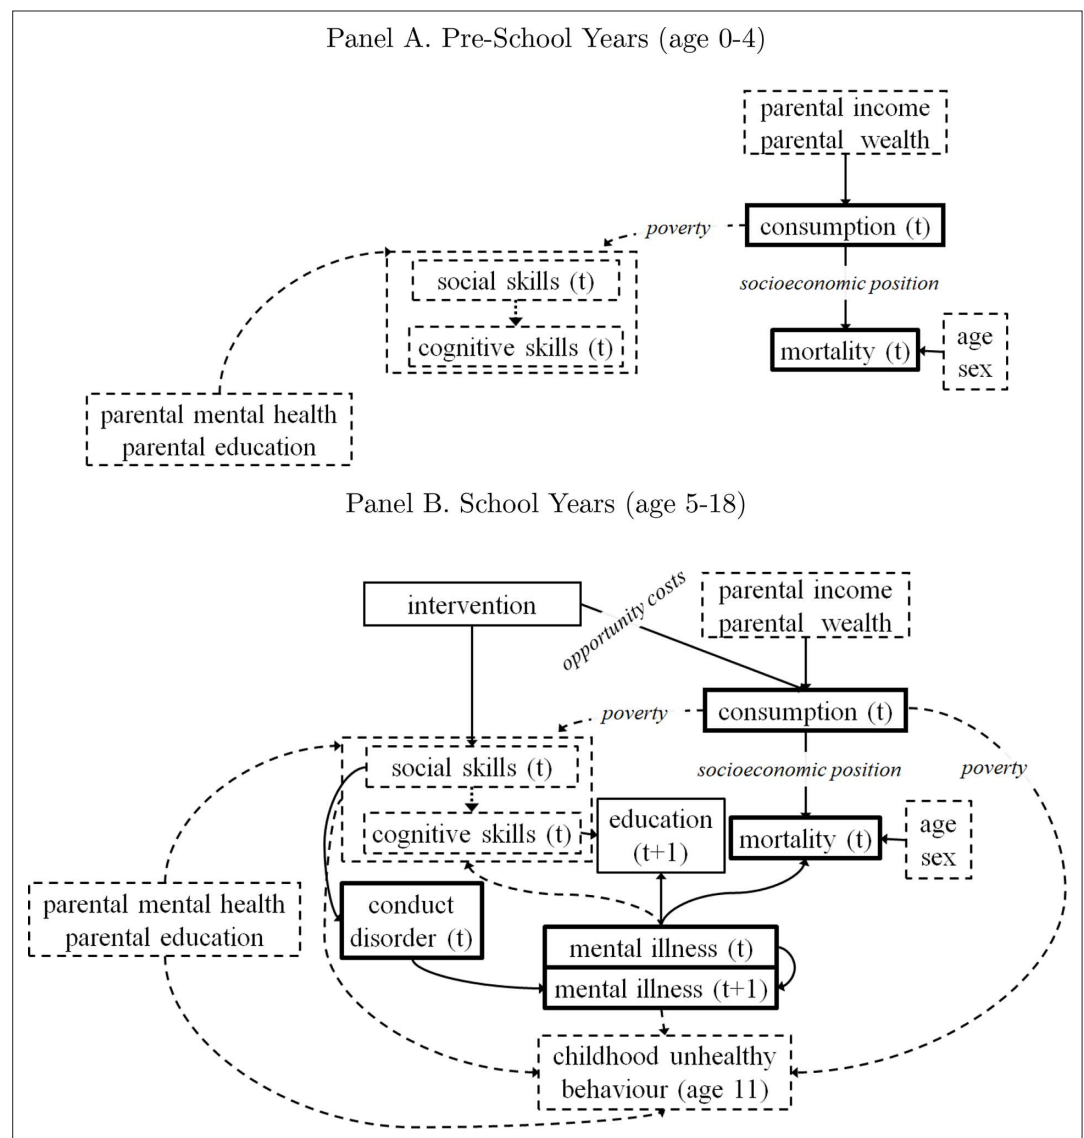 Panel A. Pre-School Years (age 0-4)
parental income
parental wealth
consumption (t)
poverty
social skills (t)
cognitive skills (t)
socioeconomic position
mortality (t)
age
sex
parental mental health
parental education
Panel B. School Years (age 5-18)
intervention
opportunity costs
parental income
parental wealth
consumption (t)
poverty
social skills (t)
cognitive skills (t)
socioeconomic position
poverty
education
(t+1)
mortality (t)
age
sex
parental mental health
parental education
conduct
disorder (t)
mental illness (t)
mental illness (t+1)
childhood unhealthy
behaviour (age 11)